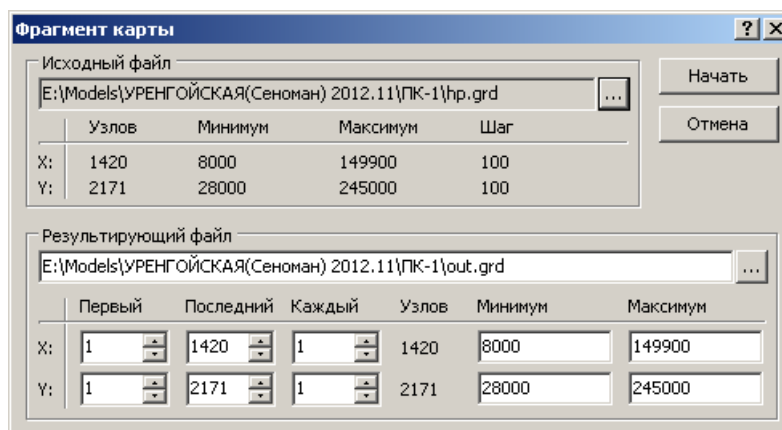 Фрагмент карты
Исходный файл
E:\Models\УРЕНГОЙСКАЯ(Сеноман) 2012.11\ПК-1\hp.grd ...
Начать
Узлов Минимум Максимум Шаг
Отмена
X: 1420 8000 149900 100
Y: 2171 28000 245000 100
Результирующий файл
E:\Models\УРЕНГОЙСКАЯ(Сеноман) 2012.11\ПК-1\out.grd ...
Первый Последний Каждый Узлов Минимум Максимум
X: 1 1420 1 1420 8000 149900
Y: 1 2171 1 2171 28000 245000